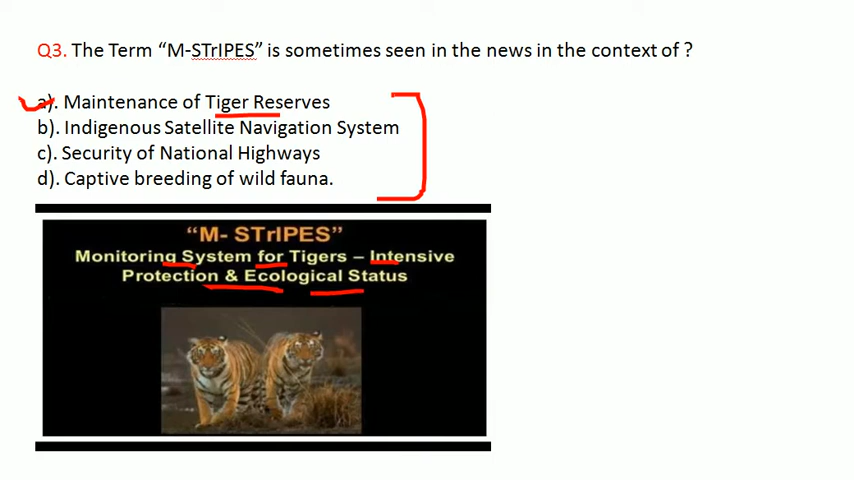 Q3. The Term “M-STrIPES” is sometimes seen in the news in the context of ?
a). Maintenance of Tiger Reserves
b). Indigenous Satellite Navigation System
c). Security of National Highways
d). Captive breeding of wild fauna.
“M- STrIPES”
Monitoring System for Tigers – Intensive
Protection & Ecological Status